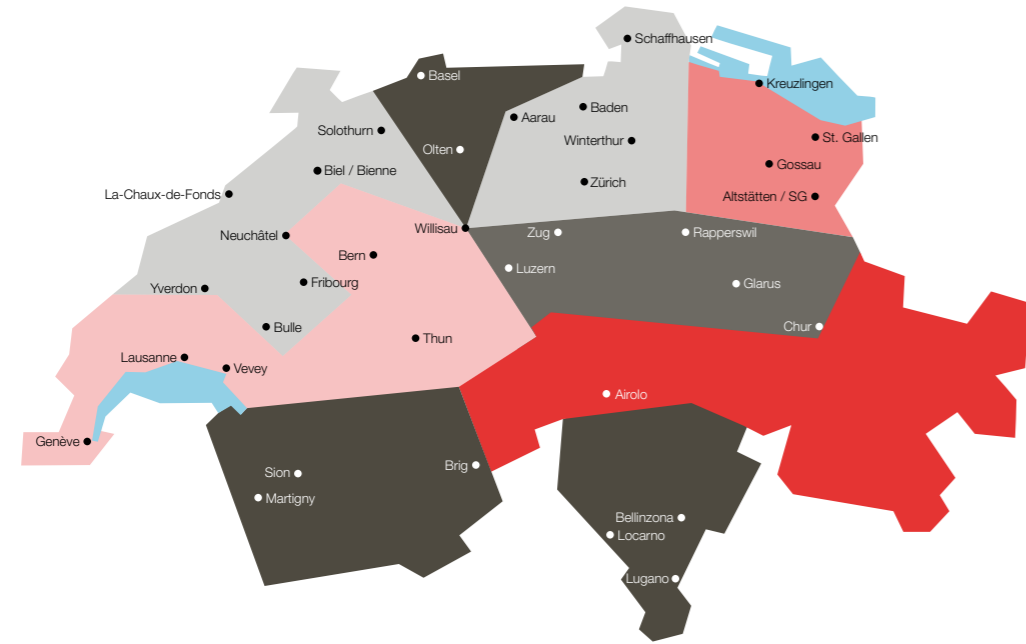 Schaffhausen
Basel
Kreuzlingen
Baden
Aarau
Solothurn
St. Gallen
Winterthur
Olten
Gossau
Biel / Bienne
Zürich
La-Chaux-de-Fonds
Altstätten / SG
Willisau
Zug
Rapperswil
Neuchâtel
Bern
Luzern
Fribourg
Glarus
Yverdon
Bulle
Chur
Thun
Lausanne
Vevey
Airolo
Genève
Brig
Sion
Martigny
Bellinzona
Locarno
Lugano